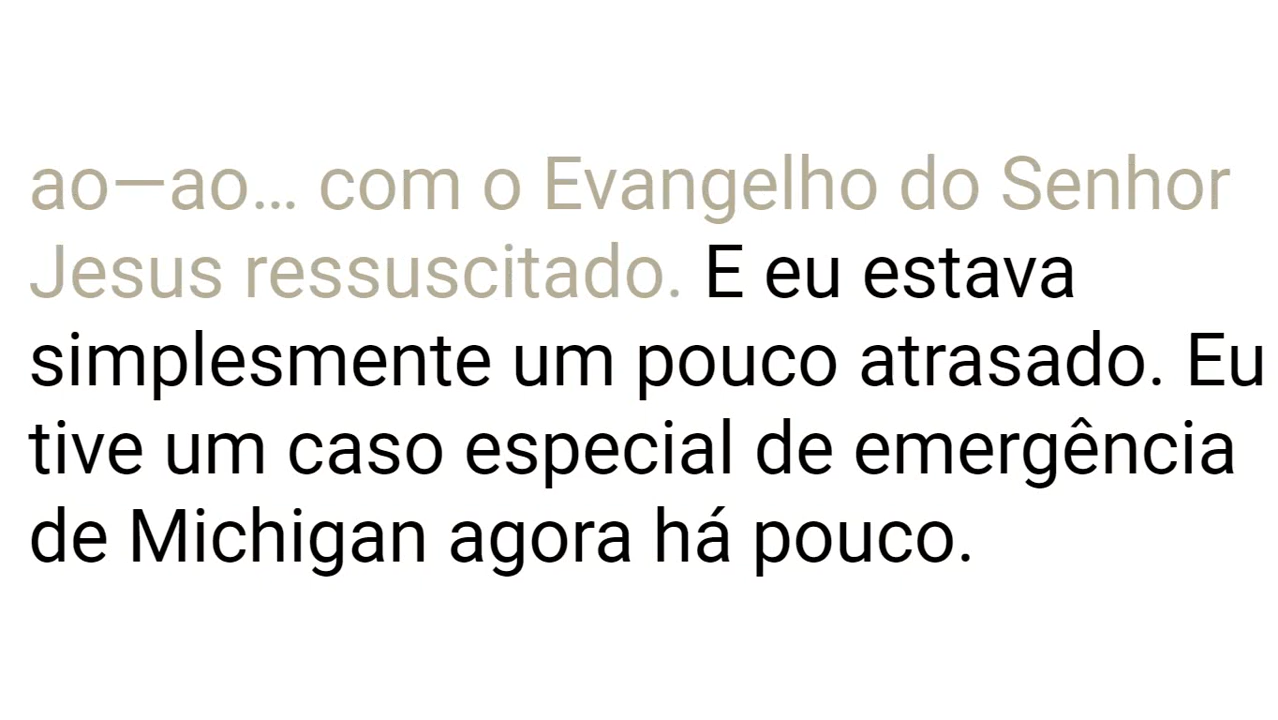 ao—ao... com o Evangelho do Senhor
Jesus ressuscitado. E eu estava
simplesmente um pouco atrasado. Eu
tive um caso especial de emergência
de Michigan agora há pouco.